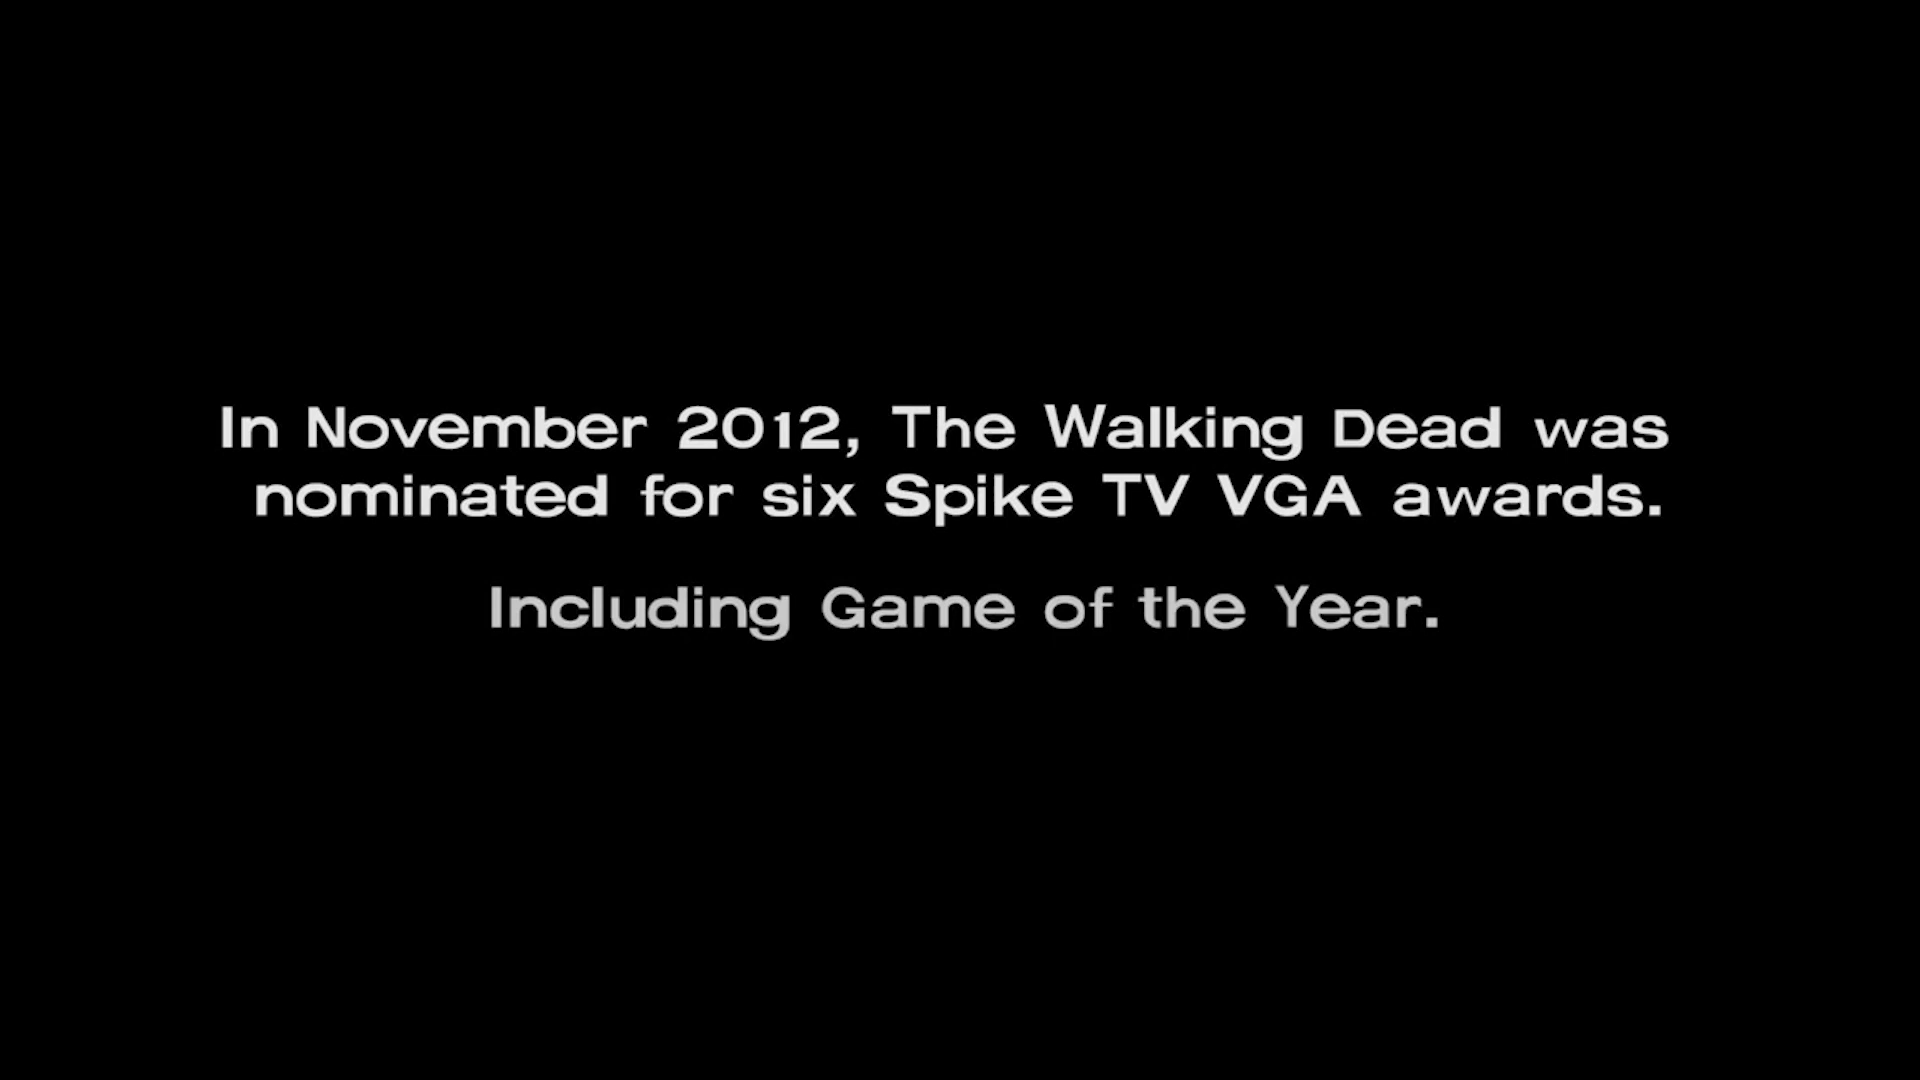 In November 2012, The Walking Dead was
nominated for six Spike TV VGA awards.
Including Game of the Year.